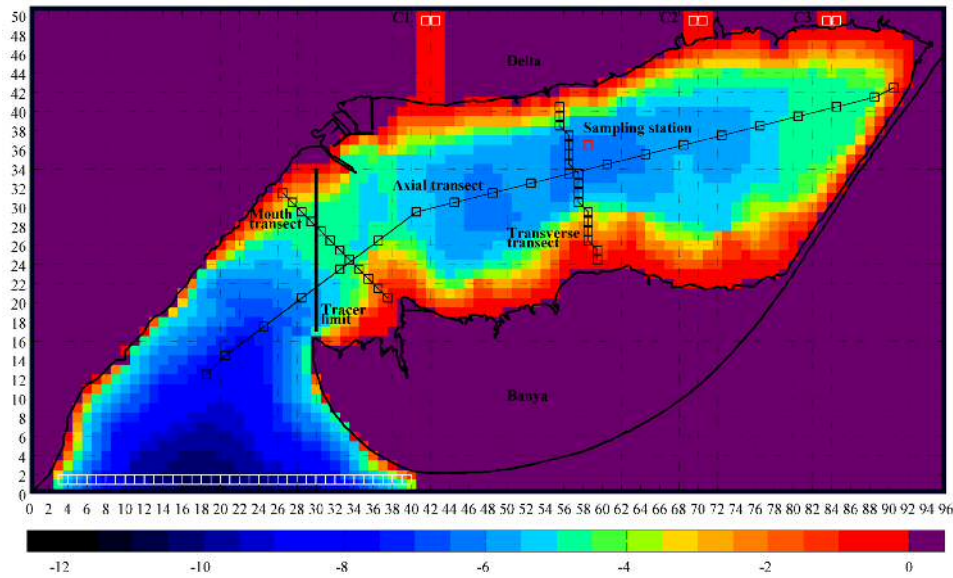 50
48
46
44
42
40
38
36
34
32
30
28
26
24
22
20
18
16
14
12
10
8
6
4
2
0
C1
C2
C3
Delta
Sampling station
Axial transect
Mouth
transect
Transverse
transect
Tracer
limit
Banya
0 2 4 6 8 10 12 14 16 18 20 22 24 26 28 30 32 34 36 38 40 42 44 46 48 50 52 54 56 58 60 62 64 66 68 70 72 74 76 78 80 82 84 86 88 90 92 94 96
-12 -10 -8 -6 -4 -2 0